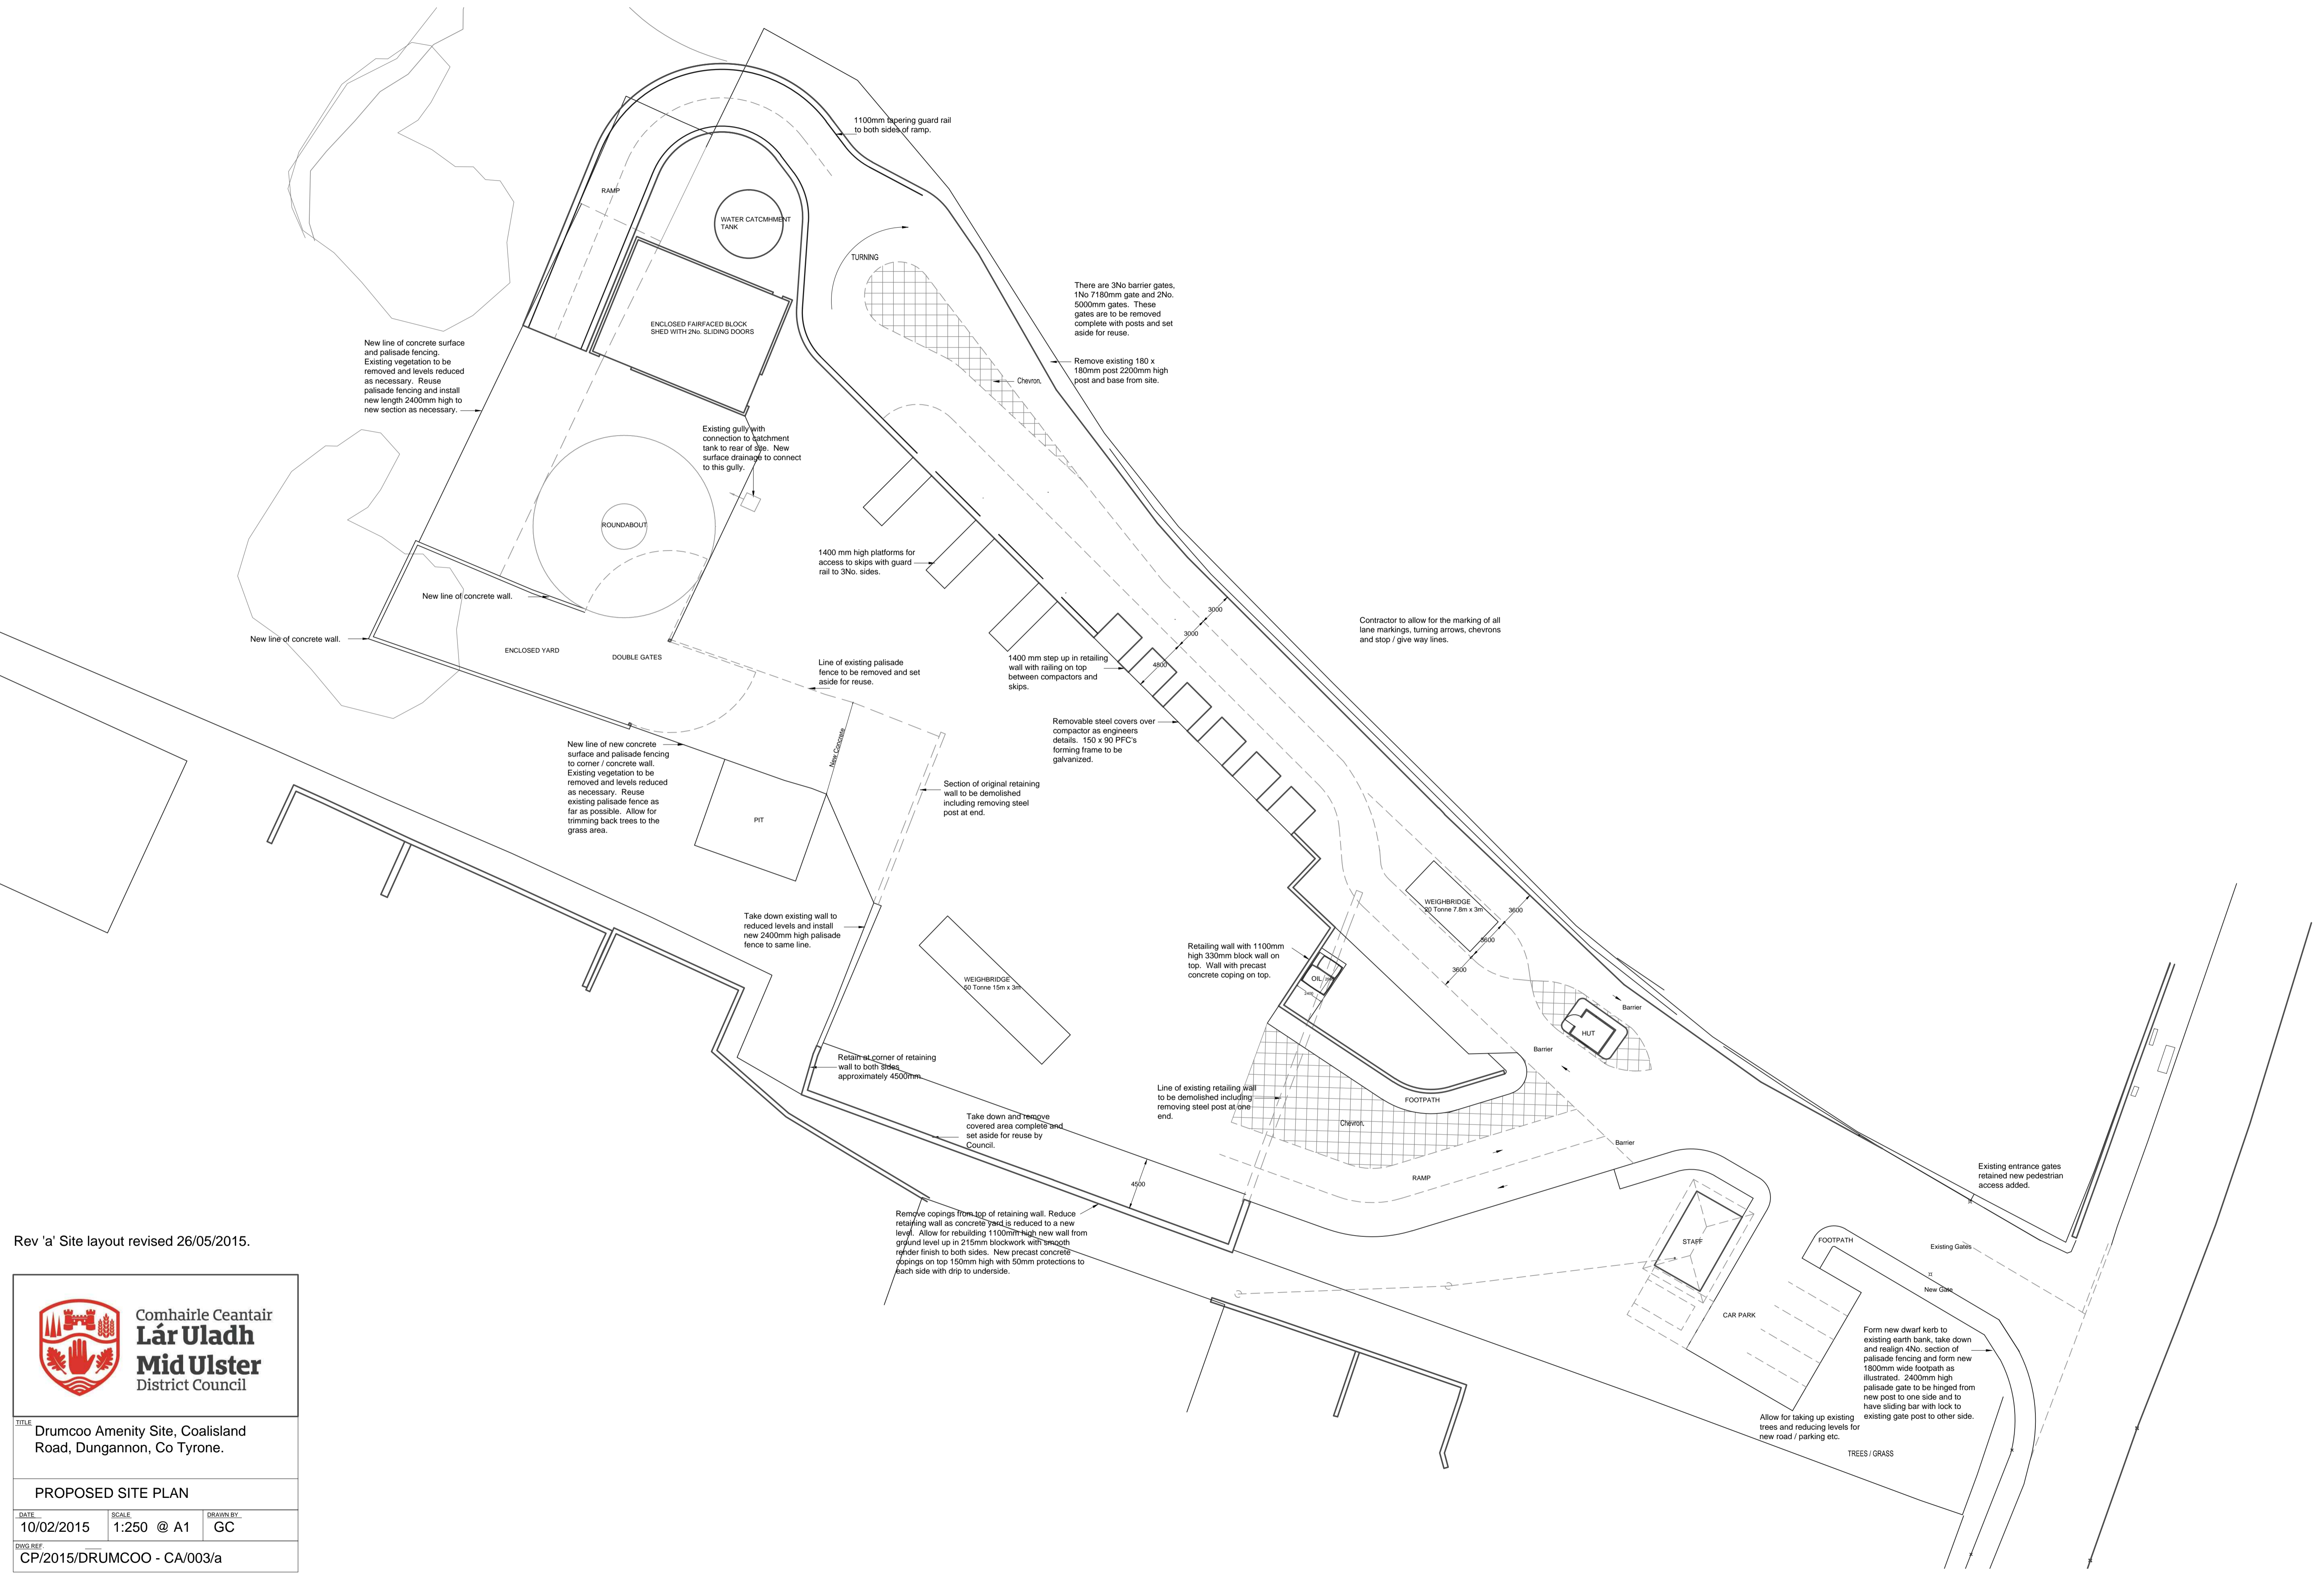 1100mm tapering guard rail
to both sides of ramp.
RAMP
WATER CATCMHMENT
TANK
TURNING
There are 3No barrier gates,
1No 7180mm gate and 2No.
5000mm gates. These
gates are to be removed
complete with posts and set
aside for reuse.
ENCLOSED FAIRFACED BLOCK
SHED WITH 2No. SLIDING DOORS
New line of concrete surface
and palisade fencing.
Existing vegetation to be
removed and levels reduced
as necessary. Reuse
palisade fencing and install
new length 2400mm high to
new section as necessary.
Remove existing 180 x
180mm post 2200mm high
post and base from site.
Chevron.
Existing gully with
connection to catchment
tank to rear of site. New
surface drainage to connect
to this gully.
ROUNDABOUT
1400 mm high platforms for
access to skips with guard
rail to 3No. sides.
New line of concrete wall.
New line of concrete wall.
3000
3000
4800
Contractor to allow for the marking of all
lane markings, turning arrows, chevrons
and stop / give way lines.
ENCLOSED YARD
DOUBLE GATES
Line of existing palisade
fence to be removed and set
aside for reuse.
1400 mm step up in retailing
wall with railing on top
between compactors and
skips.
Removable steel covers over
compactor as engineers
details. 150 x 90 PFC's
forming frame to be
galvanized.
New Concrete
New line of new concrete
surface and palisade fencing
to corner / concrete wall.
Existing vegetation to be
removed and levels reduced
as necessary. Reuse
existing palisade fence as
far as possible. Allow for
trimming back trees to the
grass area.
Section of original retaining
wall to be demolished
including removing steel
post at end.
PIT
WEIGHBRIDGE
20 Tonne 7.8m x 3m
3600
3600
3600
Take down existing wall to
reduced levels and install
new 2400mm high palisade
fence to same line.
Retailing wall with 1100mm
high 330mm block wall on
top. Wall with precast
concrete coping on top.
OIL
WEIGHBRIDGE
50 Tonne 15m x 3m
Barrier
HUT
Barrier
Retain at corner of retaining
wall to both sides
approximately 4500mm
Line of existing retailing wall
to be demolished including
removing steel post at one
end.
FOOTPATH
Chevron.
Take down and remove
covered area complete and
set aside for reuse by
Council.
Barrier
RAMP
4500
Existing entrance gates
retained new pedestrian
access added.
Remove copings from top of retaining wall. Reduce
retaining wall as concrete yard is reduced to a new
level. Allow for rebuilding 1100mm high new wall from
ground level up in 215mm blockwork with smooth
render finish to both sides. New precast concrete
copings on top 150mm high with 50mm protections to
each side with drip to underside.
STAFF
FOOTPATH
Existing Gates
New Gate
CAR PARK
Form new dwarf kerb to
existing earth bank, take down
and realign 4No. section of
palisade fencing and form new
1800mm wide footpath as
illustrated. 2400mm high
palisade gate to be hinged from
new post to one side and to
have sliding bar with lock to
existing gate post to other side.
Allow for taking up existing
trees and reducing levels for
new road / parking etc.
TREES / GRASS
Rev 'a' Site layout revised 26/05/2015.
Comhairle Ceantair
Lár Uladh
Mid Ulster
District Council
TITLE
Drumcoo Amenity Site, Coalisland
Road, Dungannon, Co Tyrone.
PROPOSED SITE PLAN
DATE
10/02/2015
SCALE
1:250 @ A1
DRAWN BY
GC
DWG REF.
CP/2015/DRUMCOO - CA/003/a